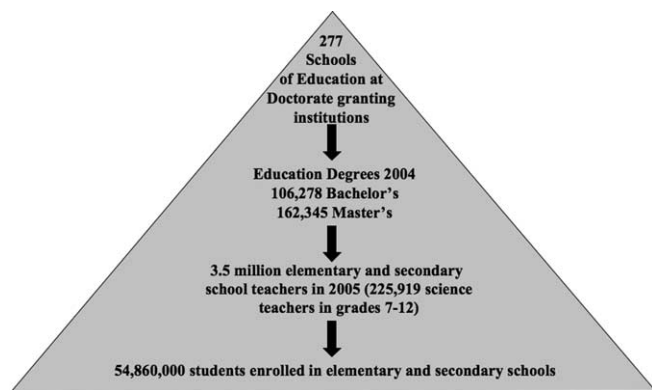 277
Schools
of Education at
Doctorate granting
institutions
Education Degrees 2004
106,278 Bachelor's
162,345 Master's
3.5 million elementary and secondary
school teachers in 2005 (225,919 science
teachers in grades 7-12)
54,860,000 students enrolled in elementary and secondary schools